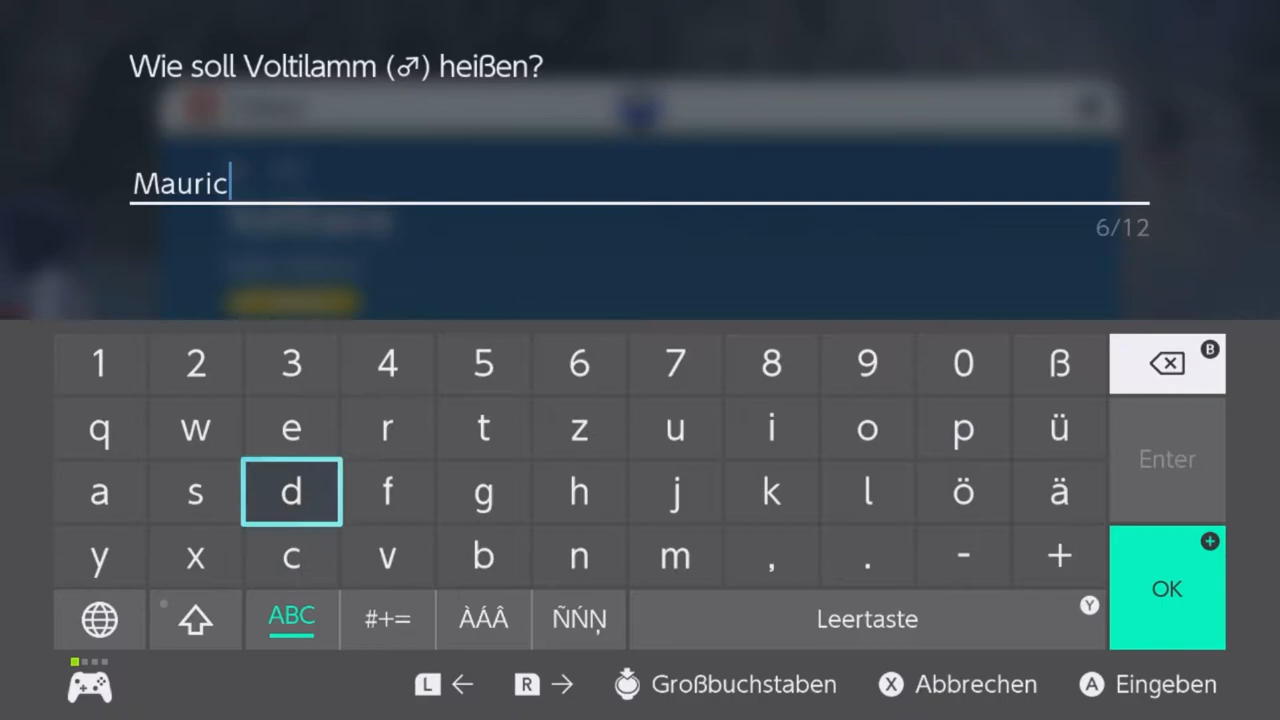 Wie soll Voltilamm (♂) heißen?
Mauric
6/12
1 2 3 4 5 6 7 8 9 0 ß B
q w e r t z u i o p ü
Enter
a s d f g h j k l ö ä
y x c v b n m , . - +
OK +
ABC #+= ÀÁÂ ÑŃŅ Leertaste Y
L ← R → Großbuchstaben X Abbrechen A Eingeben